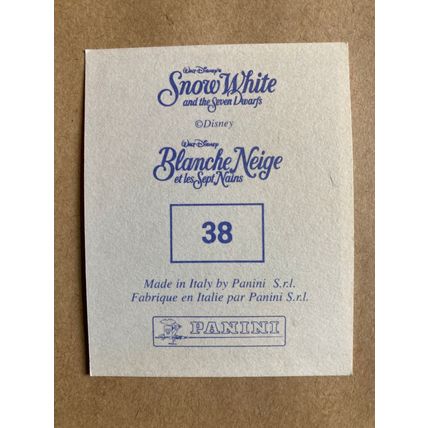 Walt Disney's
Snow White
and the Seven Dwarfs
©Disney
Walt Disney
Blanche Neige
et les Sept Nains
38
Made in Italy by Panini S.r.l.
Fabrique en Italie par Panini S.r.l.
PANINI